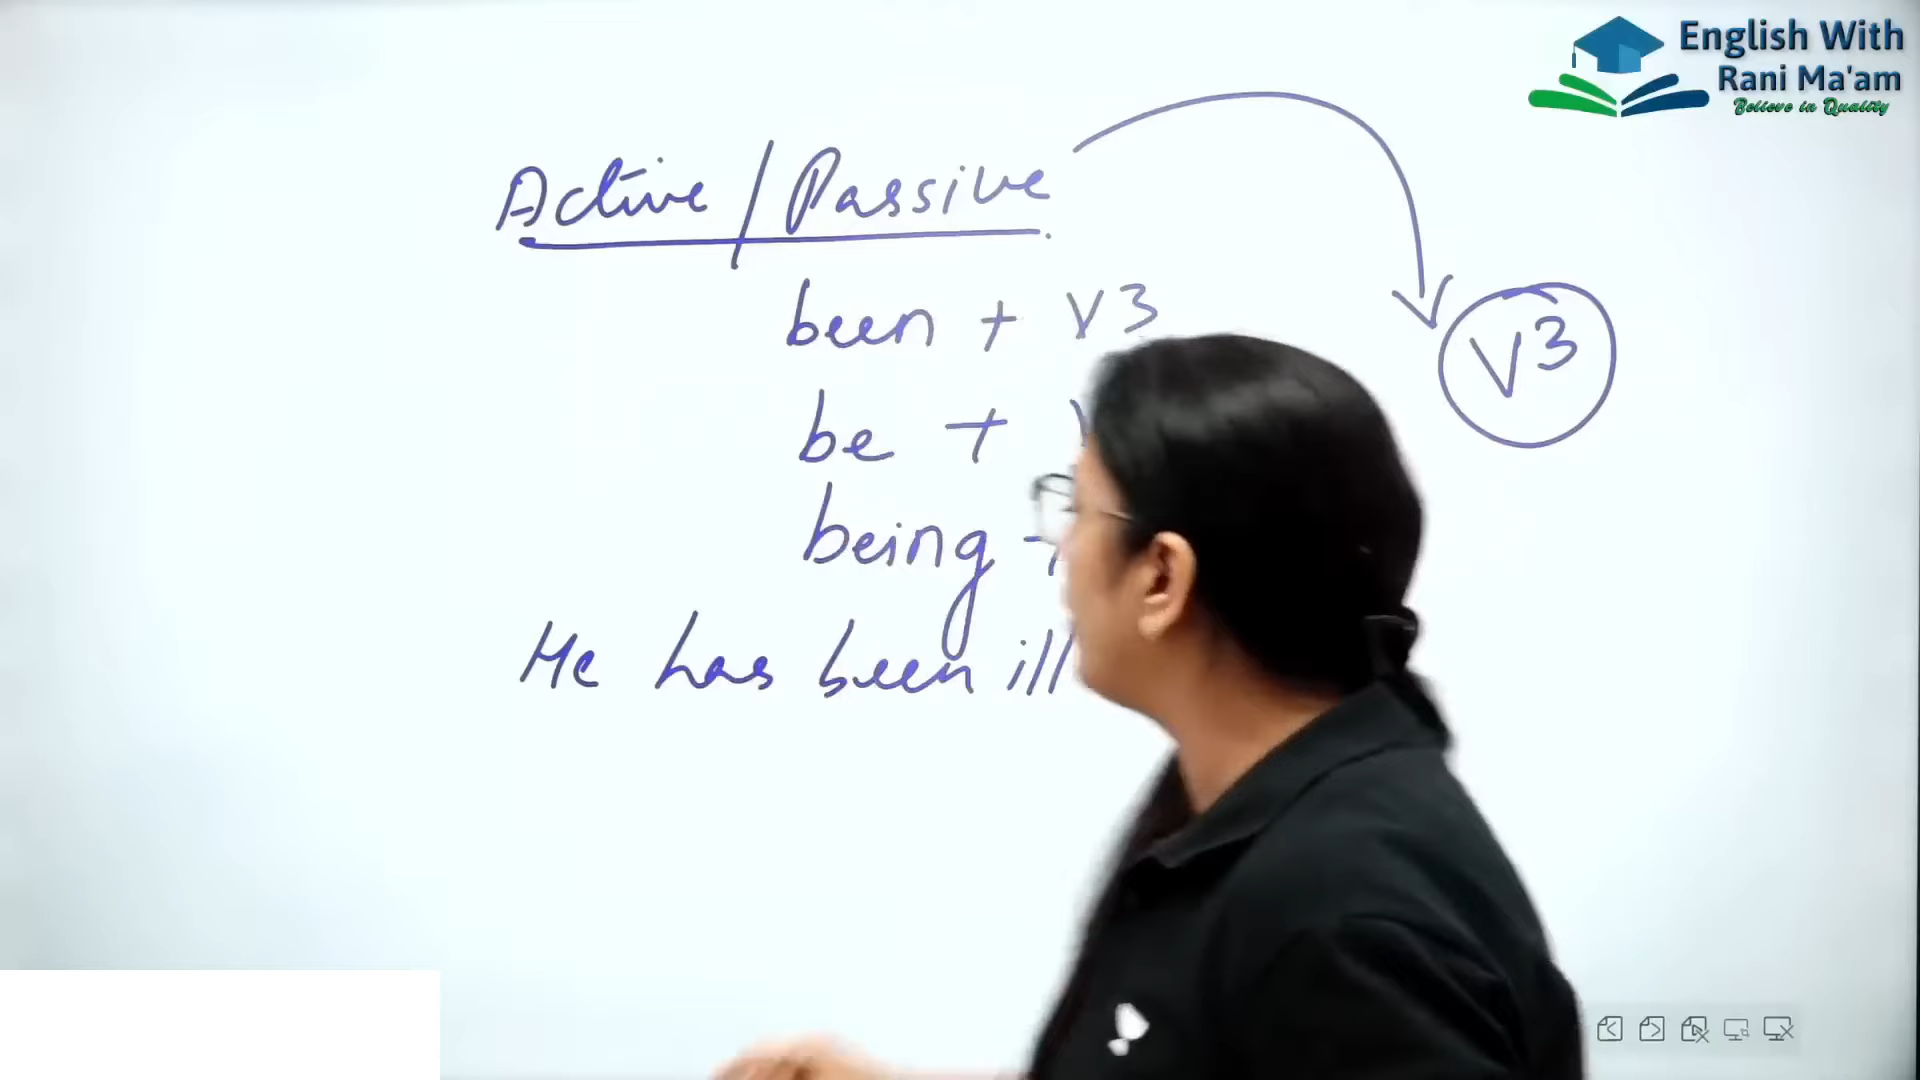 English With
Rani Ma'am
Believe in Quality
Active / Passive
been + V3
V3
be +
being +
He has been ill